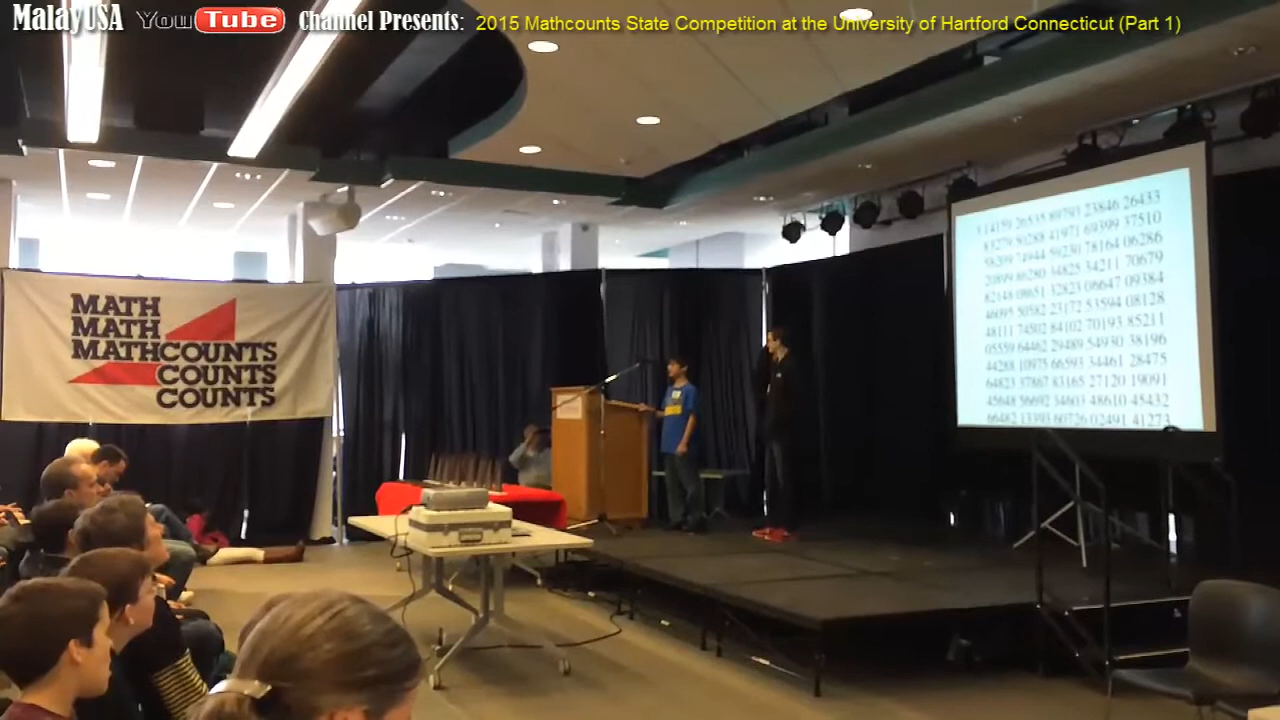 MalayUSA YouTube Channel Presents: 2015 Mathcounts State Competition at the University of Hartford Connecticut (Part 1)
MATH
MATH
MATHCOUNTS
COUNTS
COUNTS
3.14159 26535 89793 23846 26433
83279 50288 41971 69399 37510
58209 74944 59230 78164 06286
20899 86280 34825 34211 70679
82148 08651 32823 06647 09384
46095 50582 23172 53594 08128
48111 74502 84102 70193 85211
05559 64462 29489 54930 38196
44288 10975 66593 34461 28475
64823 37867 83165 27120 19091
45648 56692 34603 48610 45432
66482 13393 60726 02491 41273